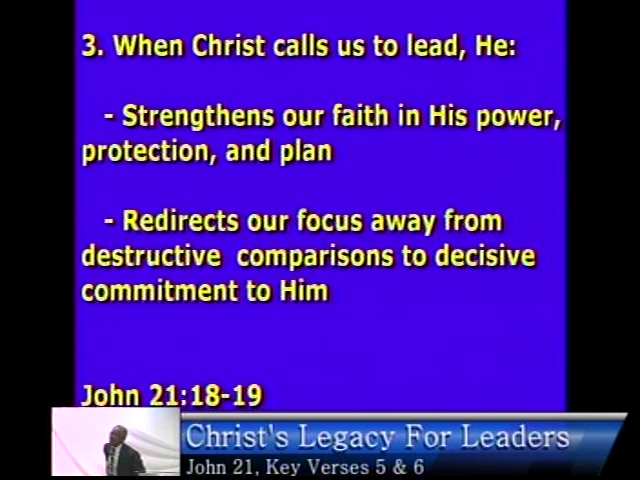 3. When Christ calls us to lead, He:
- Strengthens our faith in His power,
protection, and plan
- Redirects our focus away from
destructive comparisons to decisive
commitment to Him
John 21:18-19
Christ's Legacy For Leaders
John 21, Key Verses 5 & 6